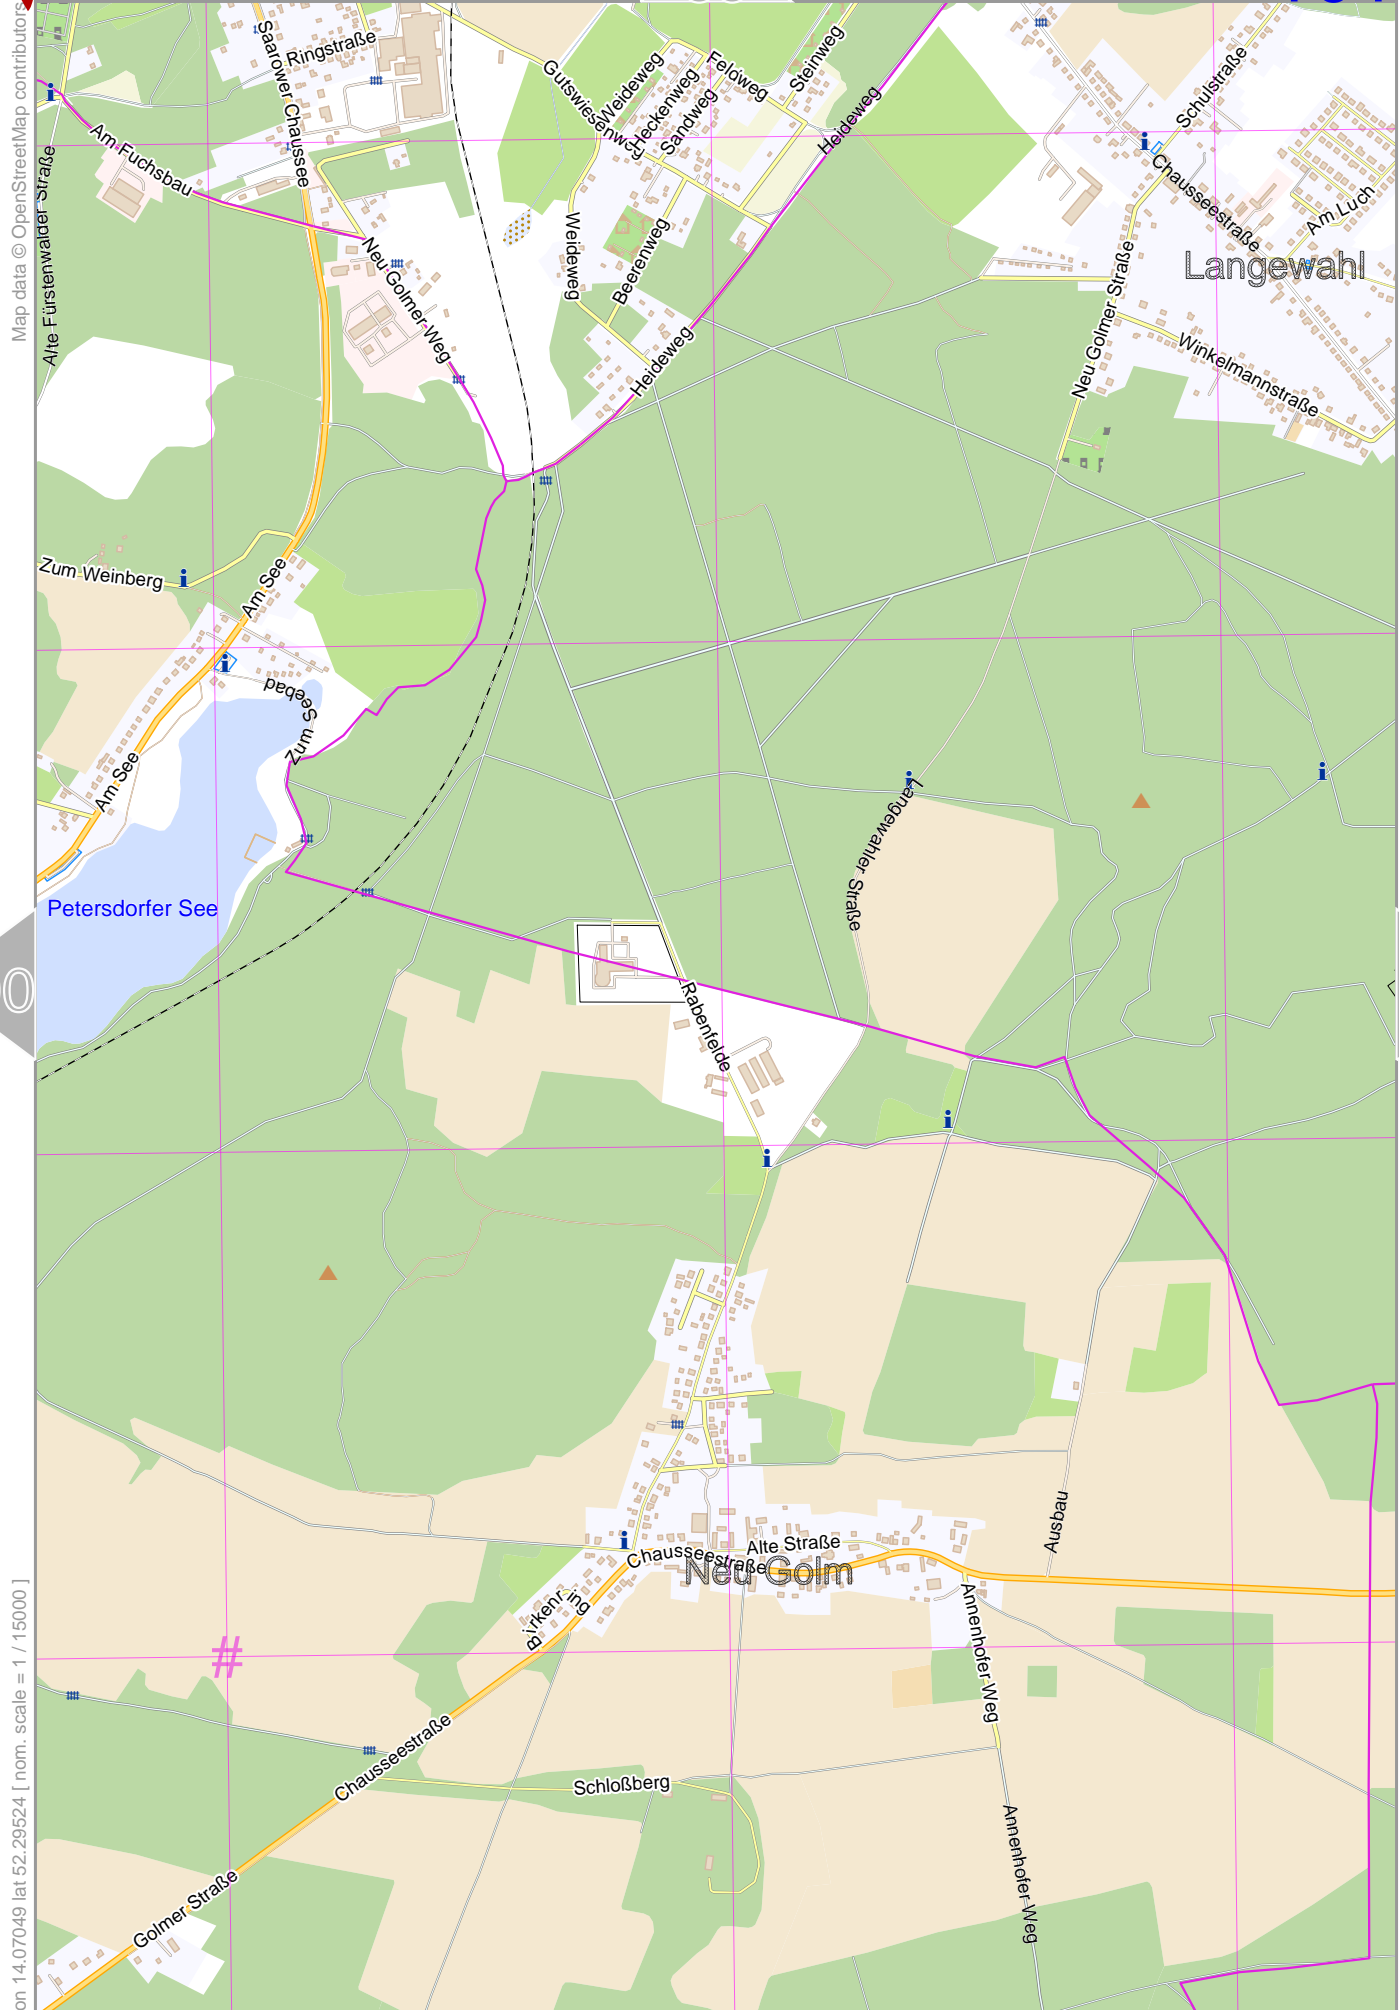 Map data © OpenStreetMap contributors
Saarower Chaussee
Ringstraße
Gutswiesenweg
Weideweg
Heckenweg
Sandweg
Feldweg
Steinweg
Heideweg
Schulstraße
Chausseestraße
Am Luch
Langewahl
Am Fuchsbau
Alte Fürstenwalder Straße
Neu Golmer Weg
Weideweg
Beerenweg
Heideweg
Neu Golmer Straße
Winkelmannstraße
Zum Weinberg
Am See
Zum Seebad
Am See
Langewahler Straße
Petersdorfer See
Rabenfelde
Ausbau
Alte Straße
Chausseestraße
Neu Golm
Birkenring
Annenhofer Weg
#
Chausseestraße
Schloßberg
Annenhofer Weg
Golmer Straße
on 14.07049 lat 52.29524 [ nom. scale = 1 / 15000 ]